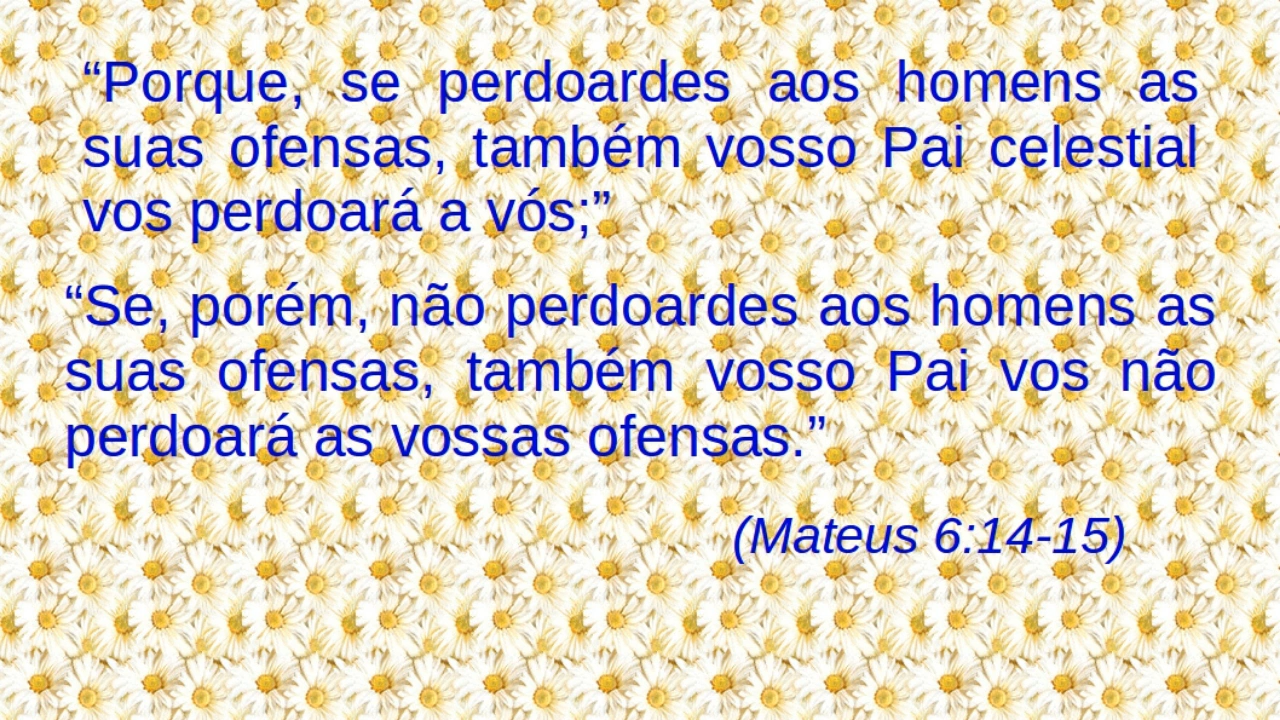 “Porque, se perdoardes aos homens as
suas ofensas, também vosso Pai celestial
vos perdoará a vós;”
“Se, porém, não perdoardes aos homens as
suas ofensas, também vosso Pai vos não
perdoará as vossas ofensas.”
(Mateus 6:14-15)